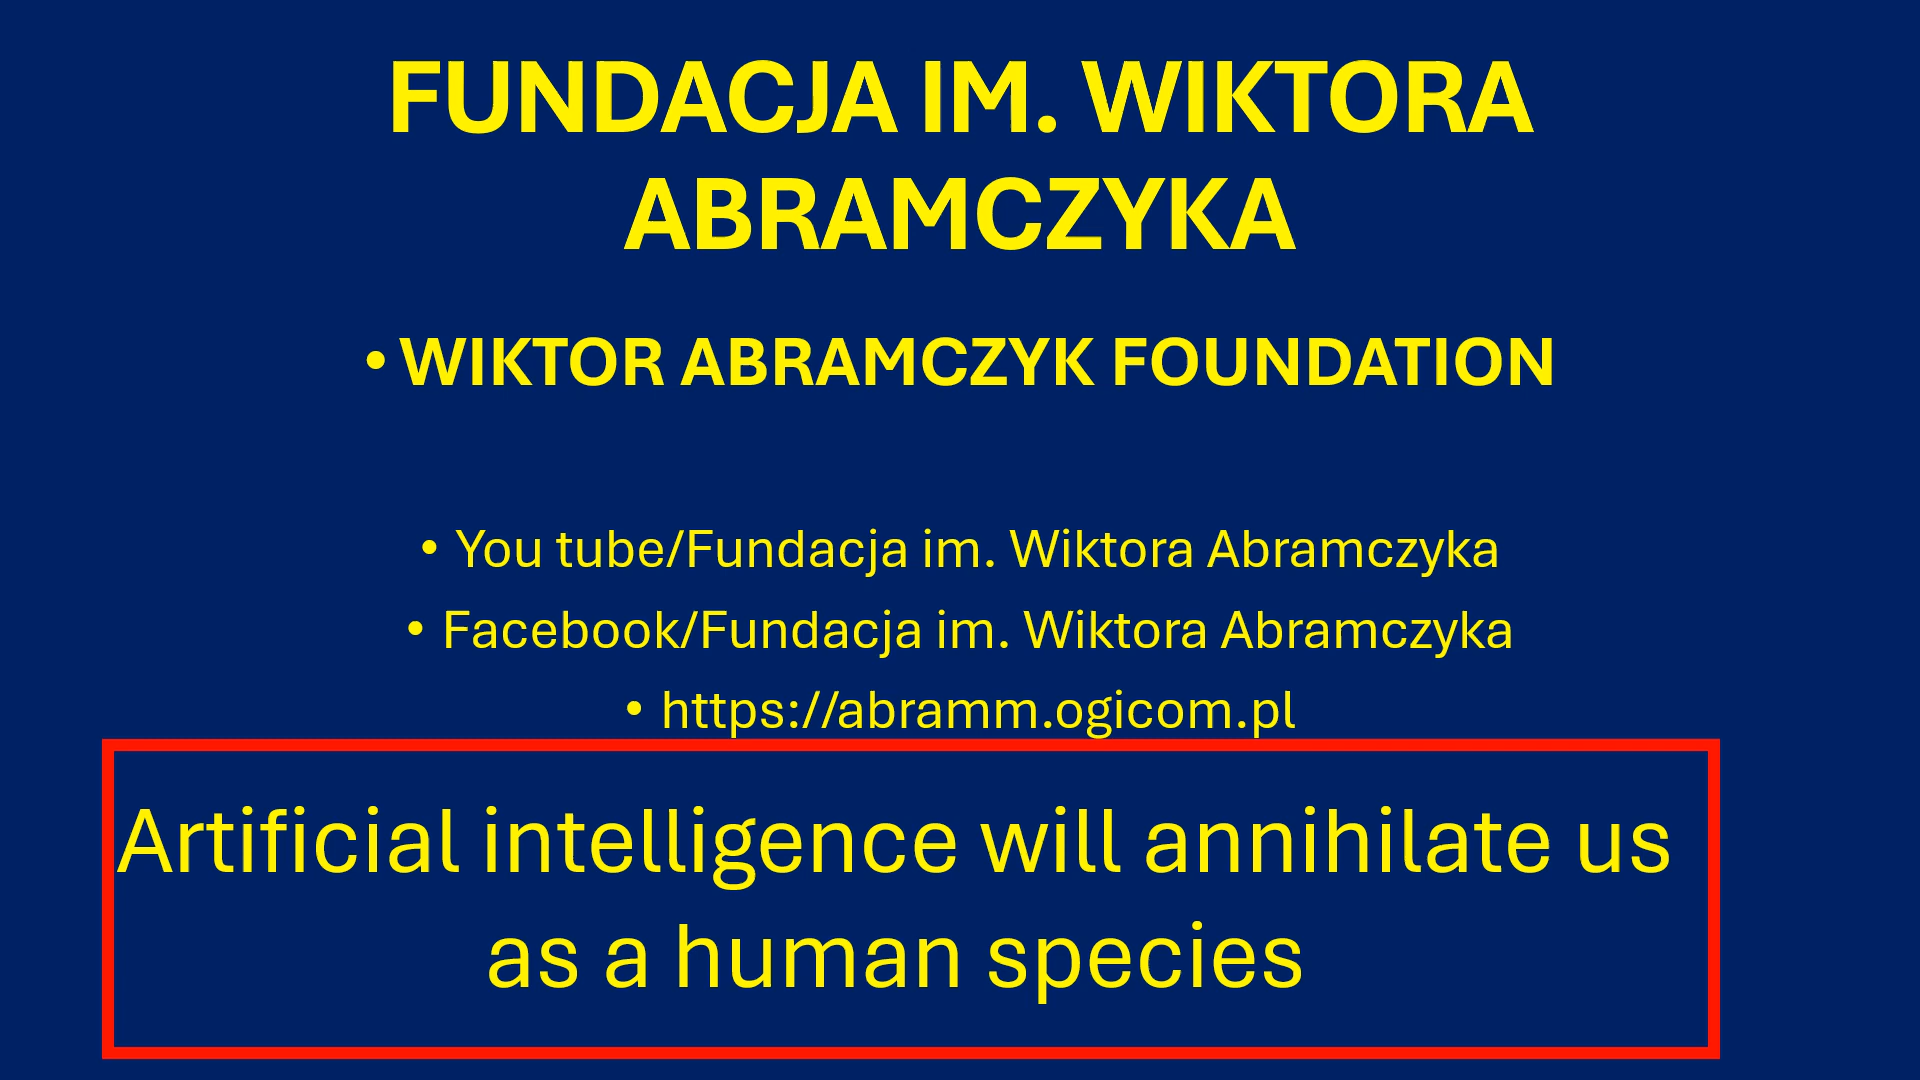 FUNDACJA IM. WIKTORA
ABRAMCZYKA
• WIKTOR ABRAMCZYK FOUNDATION
• You tube/Fundacja im. Wiktora Abramczyka
• Facebook/Fundacja im. Wiktora Abramczyka
• https://abramm.ogicom.pl
Artificial intelligence will annihilate us
as a human species